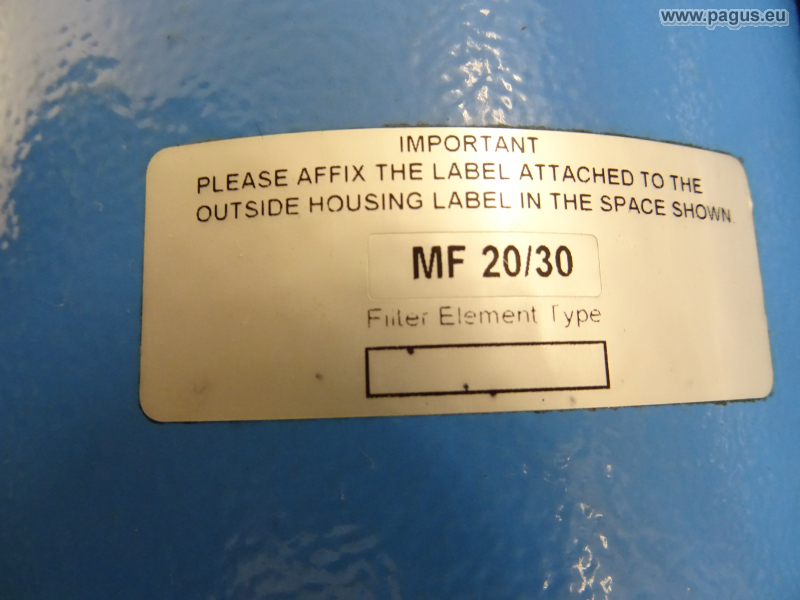 www.pagus.eu
IMPORTANT
PLEASE AFFIX THE LABEL ATTACHED TO THE
OUTSIDE HOUSING LABEL IN THE SPACE SHOWN
MF 20/30
Filter Element Type